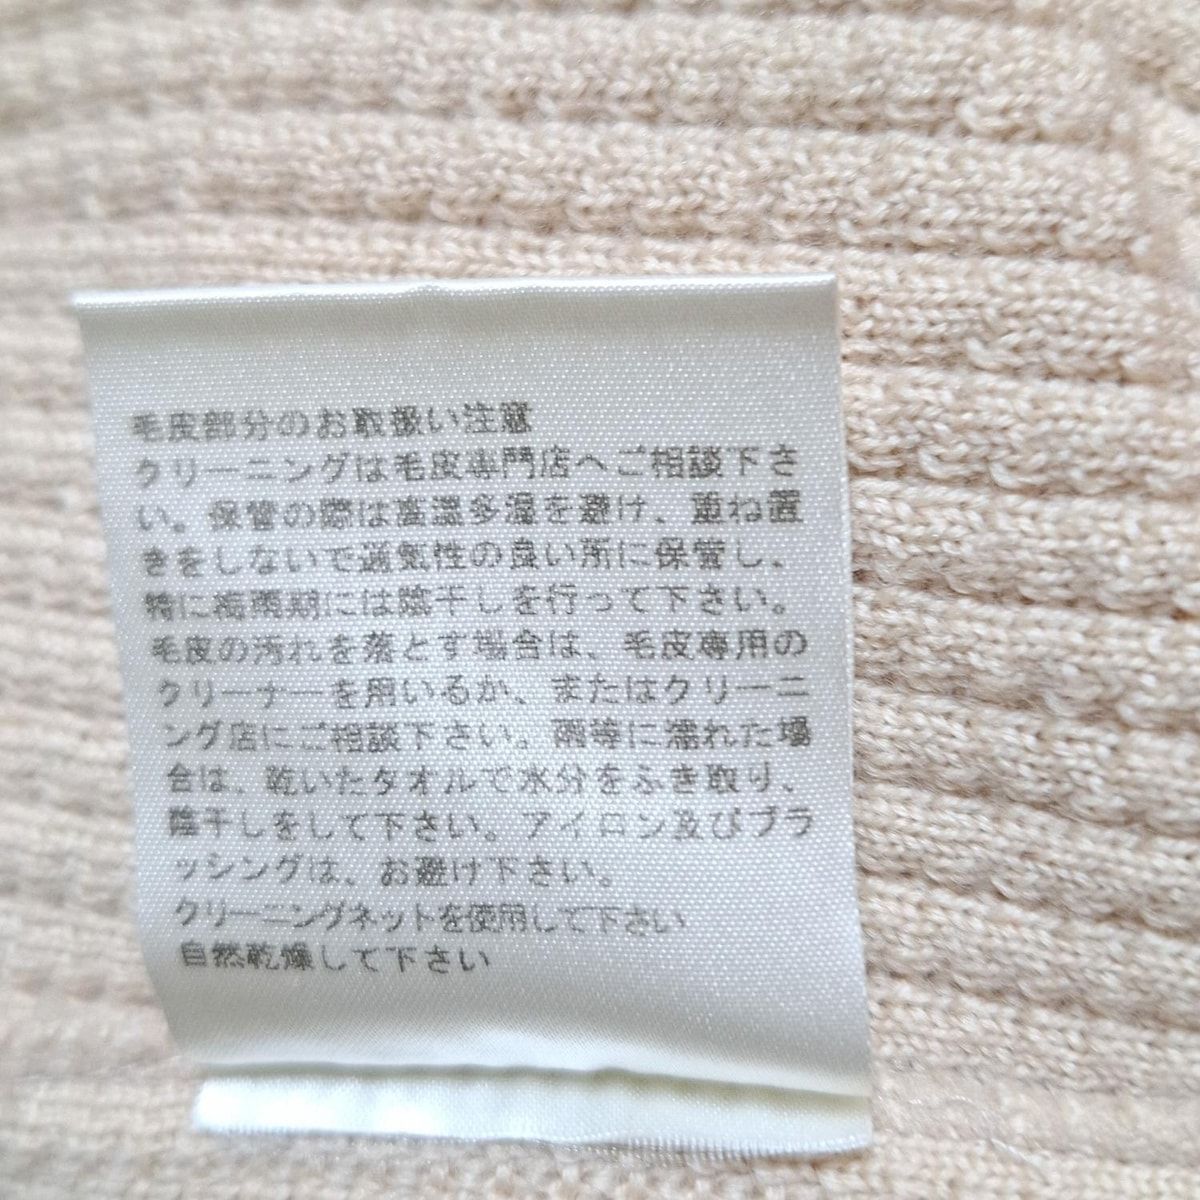 毛皮部分のお取扱い注意
クリーニングは毛皮専門店へご相談下さ
い。保管の際は高温多湿を避け、重ね置
きをしないで通気性の良い所に保管し、
特に梅雨期には陰干しを行って下さい。
毛皮の汚れを落とす場合は、毛皮専用の
クリーナーを用いるか、またはクリーニ
ング店にご相談下さい。雨等に濡れた場
合は、乾いたタオルで水分をふき取り、
陰干しをして下さい。アイロン及びブラ
ッシングは、お避け下さい。
クリーニングネットを使用して下さい
自然乾燥して下さい